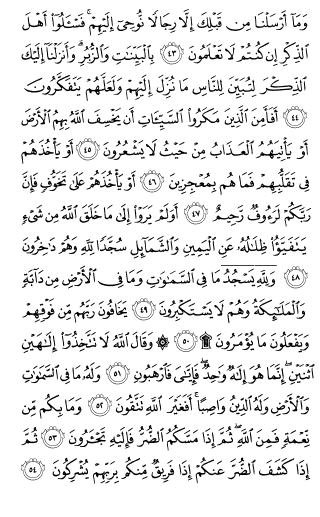 وَمَآ أَرۡسَلۡنَا مِن قَبۡلِكَ إِلَّا رِجَالٗا نُّوحِيٓ إِلَيۡهِمۡۖ فَسۡـَٔلُوٓاْ أَهۡلَ
ٱلذِّكۡرِ إِن كُنتُمۡ لَا تَعۡلَمُونَ ٤٣ بِٱلۡبَيِّنَٰتِ وَٱلزُّبُرِۗ وَأَنزَلۡنَآ إِلَيۡكَ
ٱلذِّكۡرَ لِتُبَيِّنَ لِلنَّاسِ مَا نُزِّلَ إِلَيۡهِمۡ وَلَعَلَّهُمۡ يَتَفَكَّرُونَ
٤٤ أَفَأَمِنَ ٱلَّذِينَ مَكَرُواْ ٱلسَّيِّـَٔاتِ أَن يَخۡسِفَ ٱللَّهُ بِهِمُ ٱلۡأَرۡضَ
أَوۡ يَأۡتِيَهُمُ ٱلۡعَذَابُ مِنۡ حَيۡثُ لَا يَشۡعُرُونَ ٤٥ أَوۡ يَأۡخُذَهُمۡ
فِي تَقَلُّبِهِمۡ فَمَا هُم بِمُعۡجِزِينَ ٤٦ أَوۡ يَأۡخُذَهُمۡ عَلَىٰ تَخَوُّفٖ فَإِنَّ
رَبَّكُمۡ لَرَءُوفٞ رَّحِيمٌ ٤٧ أَوَلَمۡ يَرَوۡاْ إِلَىٰ مَا خَلَقَ ٱللَّهُ مِن شَيۡءٖ
يَتَفَيَّؤُاْ ظِلَٰلُهُۥ عَنِ ٱلۡيَمِينِ وَٱلشَّمَآئِلِ سُجَّدٗا لِّلَّهِ وَهُمۡ دَٰخِرُونَ
٤٨ وَلِلَّهِۤ يَسۡجُدُۤ مَا فِي ٱلسَّمَٰوَٰتِ وَمَا فِي ٱلۡأَرۡضِ مِن دَآبَّةٖ
وَٱلۡمَلَٰٓئِكَةُ وَهُمۡ لَا يَسۡتَكۡبِرُونَ ٤٩ يَخَافُونَ رَبَّهُم مِّن فَوۡقِهِمۡ
وَيَفۡعَلُونَ مَا يُؤۡمَرُونَ ۩ ٥٠ ۞ وَقَالَ ٱللَّهُ لَا تَتَّخِذُوٓاْ إِلَٰهَيۡنِ
ٱثۡنَيۡنِۖ إِنَّمَا هُوَ إِلَٰهٞ وَٰحِدٞ فَإِيَّٰيَ فَٱرۡهَبُونِ ٥١ وَلَهُۥ مَا فِي ٱلسَّمَٰوَٰتِ
وَٱلۡأَرۡضِ وَلَهُ ٱلدِّينُ وَاصِبًاۚ أَفَغَيۡرَ ٱللَّهِ تَتَّقُونَ ٥٢ وَمَا بِكُم مِّن
نِّعۡمَةٖ فَمِنَ ٱللَّهِۖ ثُمَّ إِذَا مَسَّكُمُ ٱلضُّرُّ فَإِلَيۡهِ تَجۡـَٔرُونَ ٥٣ ثُمَّ
إِذَا كَشَفَ ٱلضُّرَّ عَنكُمۡ إِذَا فَرِيقٞ مِّنكُم بِرَبِّهِمۡ يُشۡرِكُونَ ٥٤